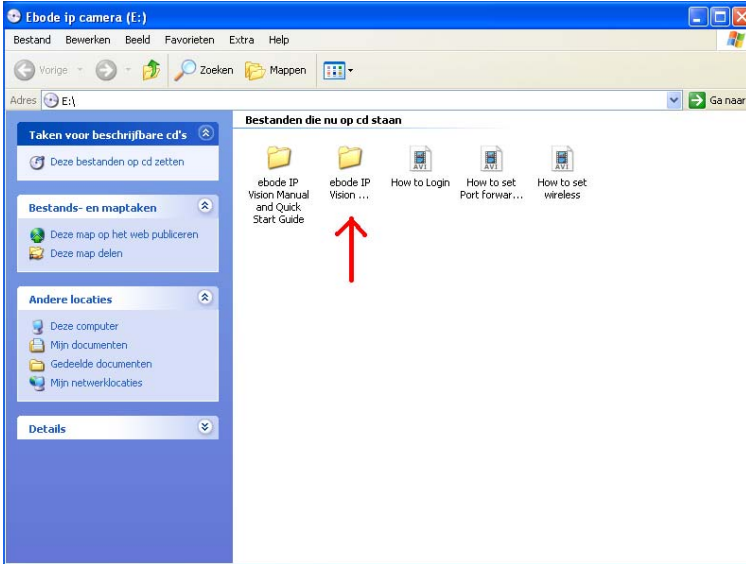 Ebode ip camera (E:)
Bestand Bewerken Beeld Favorieten Extra Help
Vorige Zoeken Mappen
Adres E:\ Ga naar
Taken voor beschrijfbare cd's
Deze bestanden op cd zetten
Bestands- en maptaken
Deze map op het web publiceren
Deze map delen
Andere locaties
Deze computer
Mijn documenten
Gedeelde documenten
Mijn netwerklocaties
Details
Bestanden die nu op cd staan
ebode IP
Vision Manual
and Quick
Start Guide
ebode IP
Vision ...
AVI
How to Login
AVI
How to set
Port forwar...
AVI
How to set
wireless